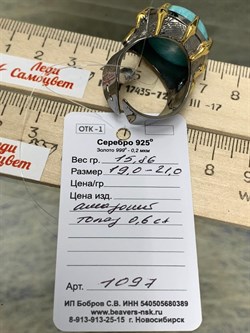 Леди
Самоцвет
Леди
Самоцвет
17435-72
ОТК -1
Серебро 925°
Золото 999° - 0,2 мкм
Вес гр. 15,86
Размер 19,0-21,0
Цена/гр
Цена изд.
амазонит
топаз 0,6 ct
Арт. 1097
ИП Бобров С.В. ИНН 540505680389
www.beavers-nsk.ru
8-913-913-25-15 г. Новосибирск